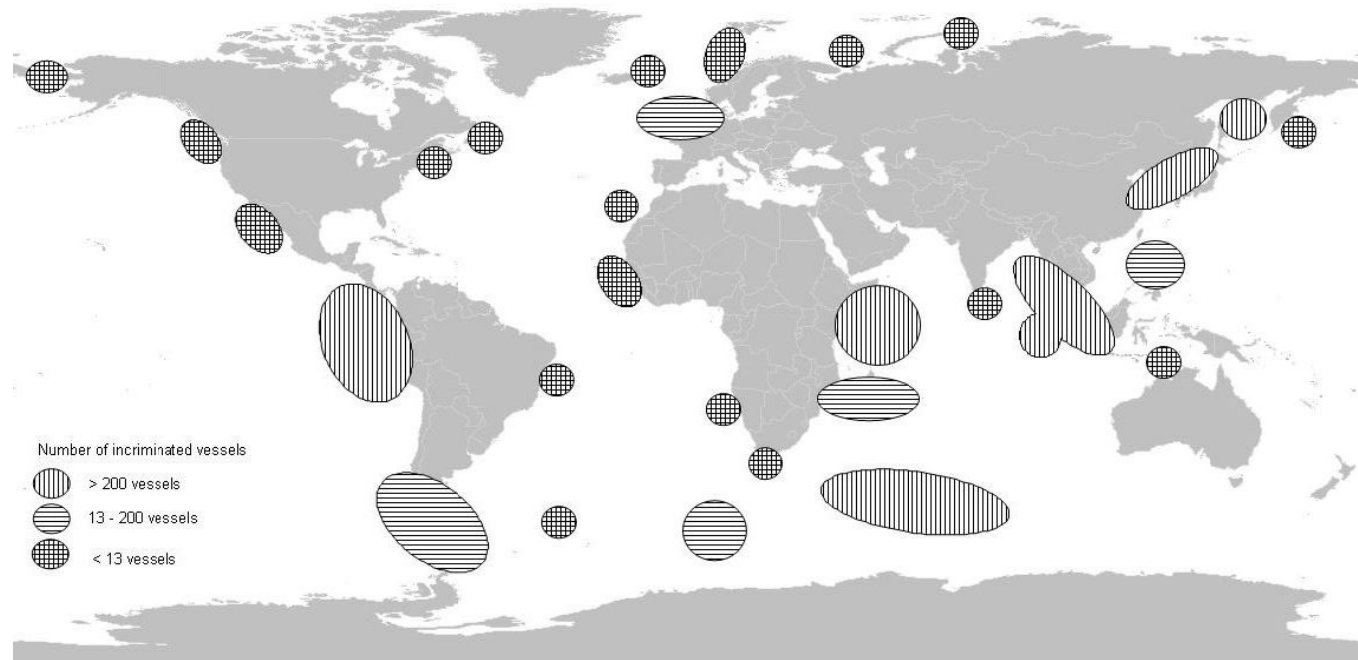 Number of incriminated vessels
> 200 vessels
13 - 200 vessels
< 13 vessels